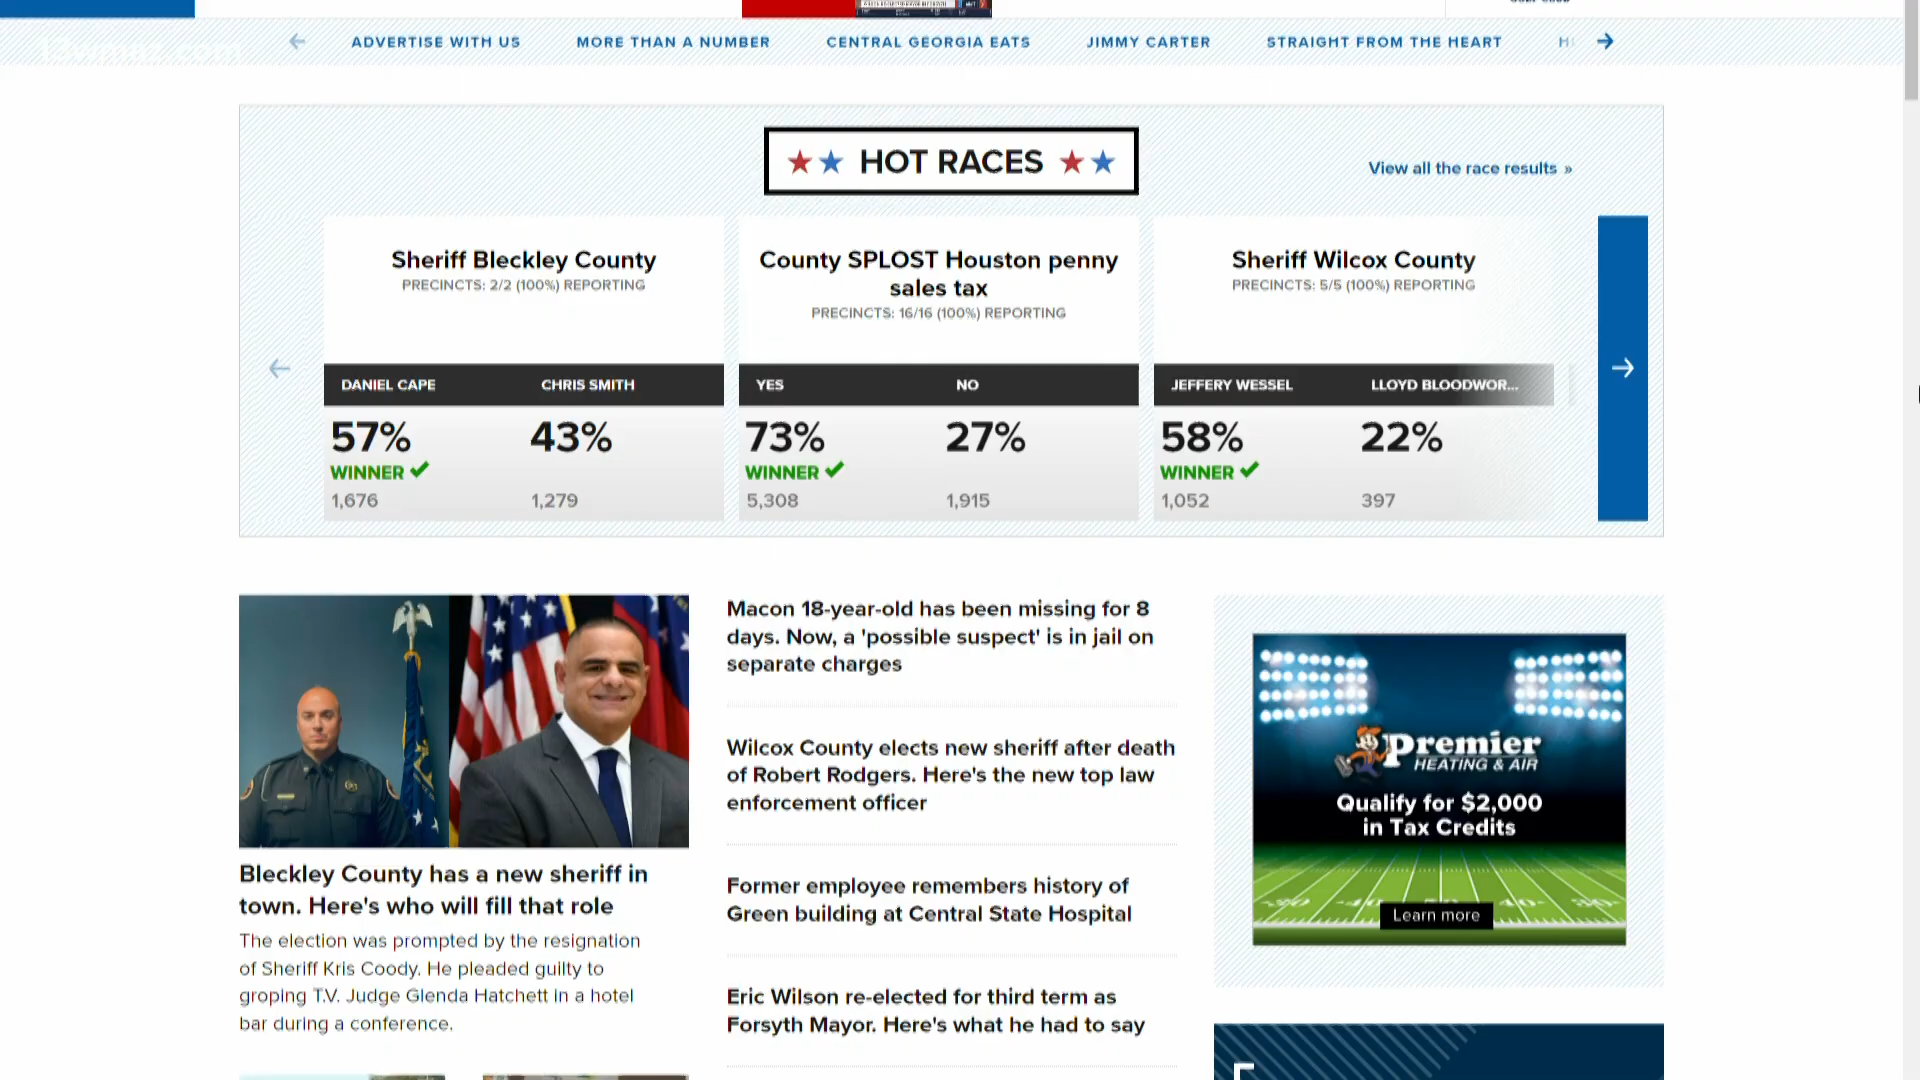 13wmaz.com
ADVERTISE WITH US
MORE THAN A NUMBER
CENTRAL GEORGIA EATS
JIMMY CARTER
STRAIGHT FROM THE HEART
HOT RACES
View all the race results »
Sheriff Bleckley County
PRECINCTS: 2/2 (100%) REPORTING
DANIEL CAPE
CHRIS SMITH
57%
43%
WINNER
1,676
1,279
County SPLOST Houston penny
sales tax
PRECINCTS: 16/16 (100%) REPORTING
YES
NO
73%
27%
WINNER
5,308
1,915
Sheriff Wilcox County
PRECINCTS: 5/5 (100%) REPORTING
JEFFERY WESSEL
LLOYD BLOODWOR...
58%
22%
WINNER
1,052
397
Bleckley County has a new sheriff in
town. Here's who will fill that role
The election was prompted by the resignation
of Sheriff Kris Coody. He pleaded guilty to
groping T.V. Judge Glenda Hatchett in a hotel
bar during a conference.
Macon 18-year-old has been missing for 8
days. Now, a 'possible suspect' is in jail on
separate charges
Wilcox County elects new sheriff after death
of Robert Rodgers. Here's the new top law
enforcement officer
Former employee remembers history of
Green building at Central State Hospital
Eric Wilson re-elected for third term as
Forsyth Mayor. Here's what he had to say
Premier
HEATING & AIR
Qualify for $2,000
in Tax Credits
Learn more